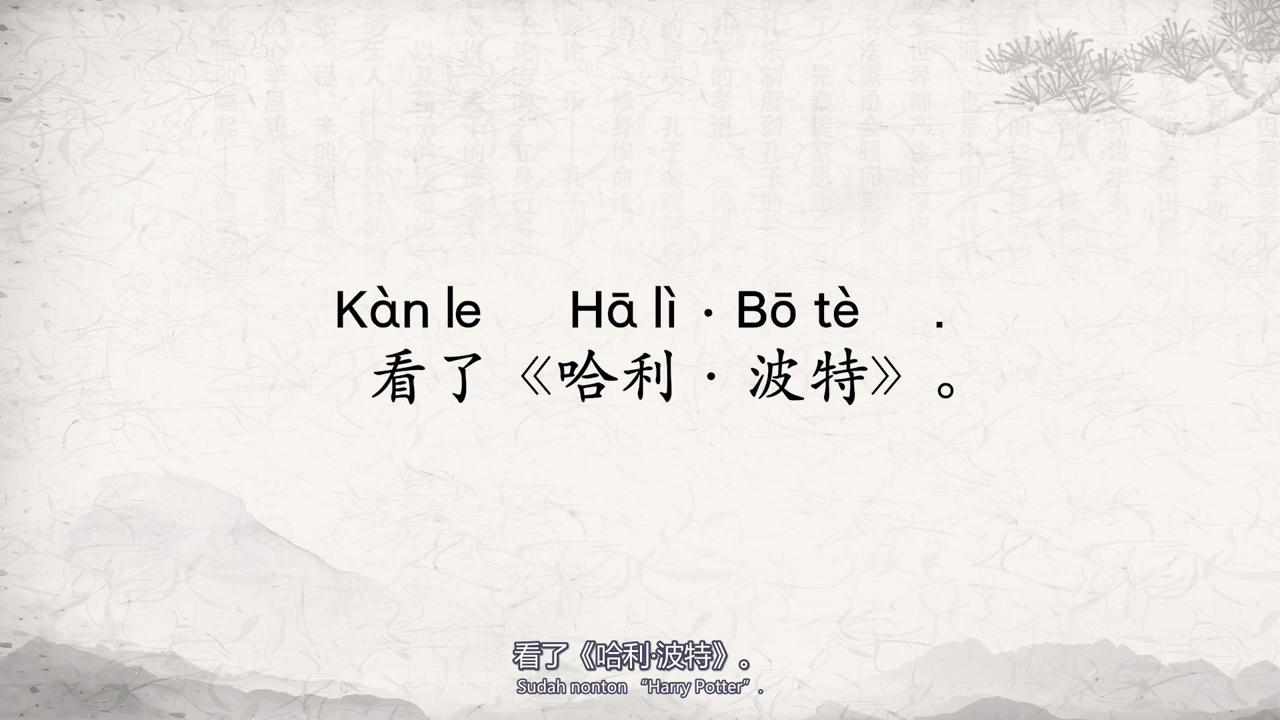 Kàn le Hā lì · Bō tè .
看了《哈利·波特》。
看了《哈利·波特》。
Sudah nonton “Harry Potter” .